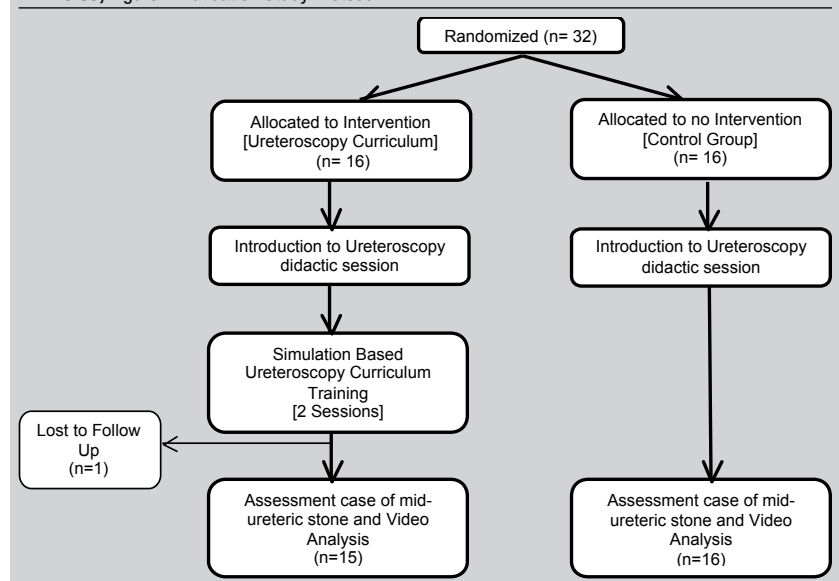 Randomized (n= 32)
Allocated to Intervention
[Ureteroscopy Curriculum]
(n= 16)
Allocated to no Intervention
[Control Group]
(n= 16)
Introduction to Ureteroscopy
didactic session
Introduction to Ureteroscopy
didactic session
Simulation Based
Ureteroscopy Curriculum
Training
[2 Sessions]
Lost to Follow
Up
(n=1)
Assessment case of mid-
ureteric stone and Video
Analysis
(n=15)
Assessment case of mid-
ureteric stone and Video
Analysis
(n=16)